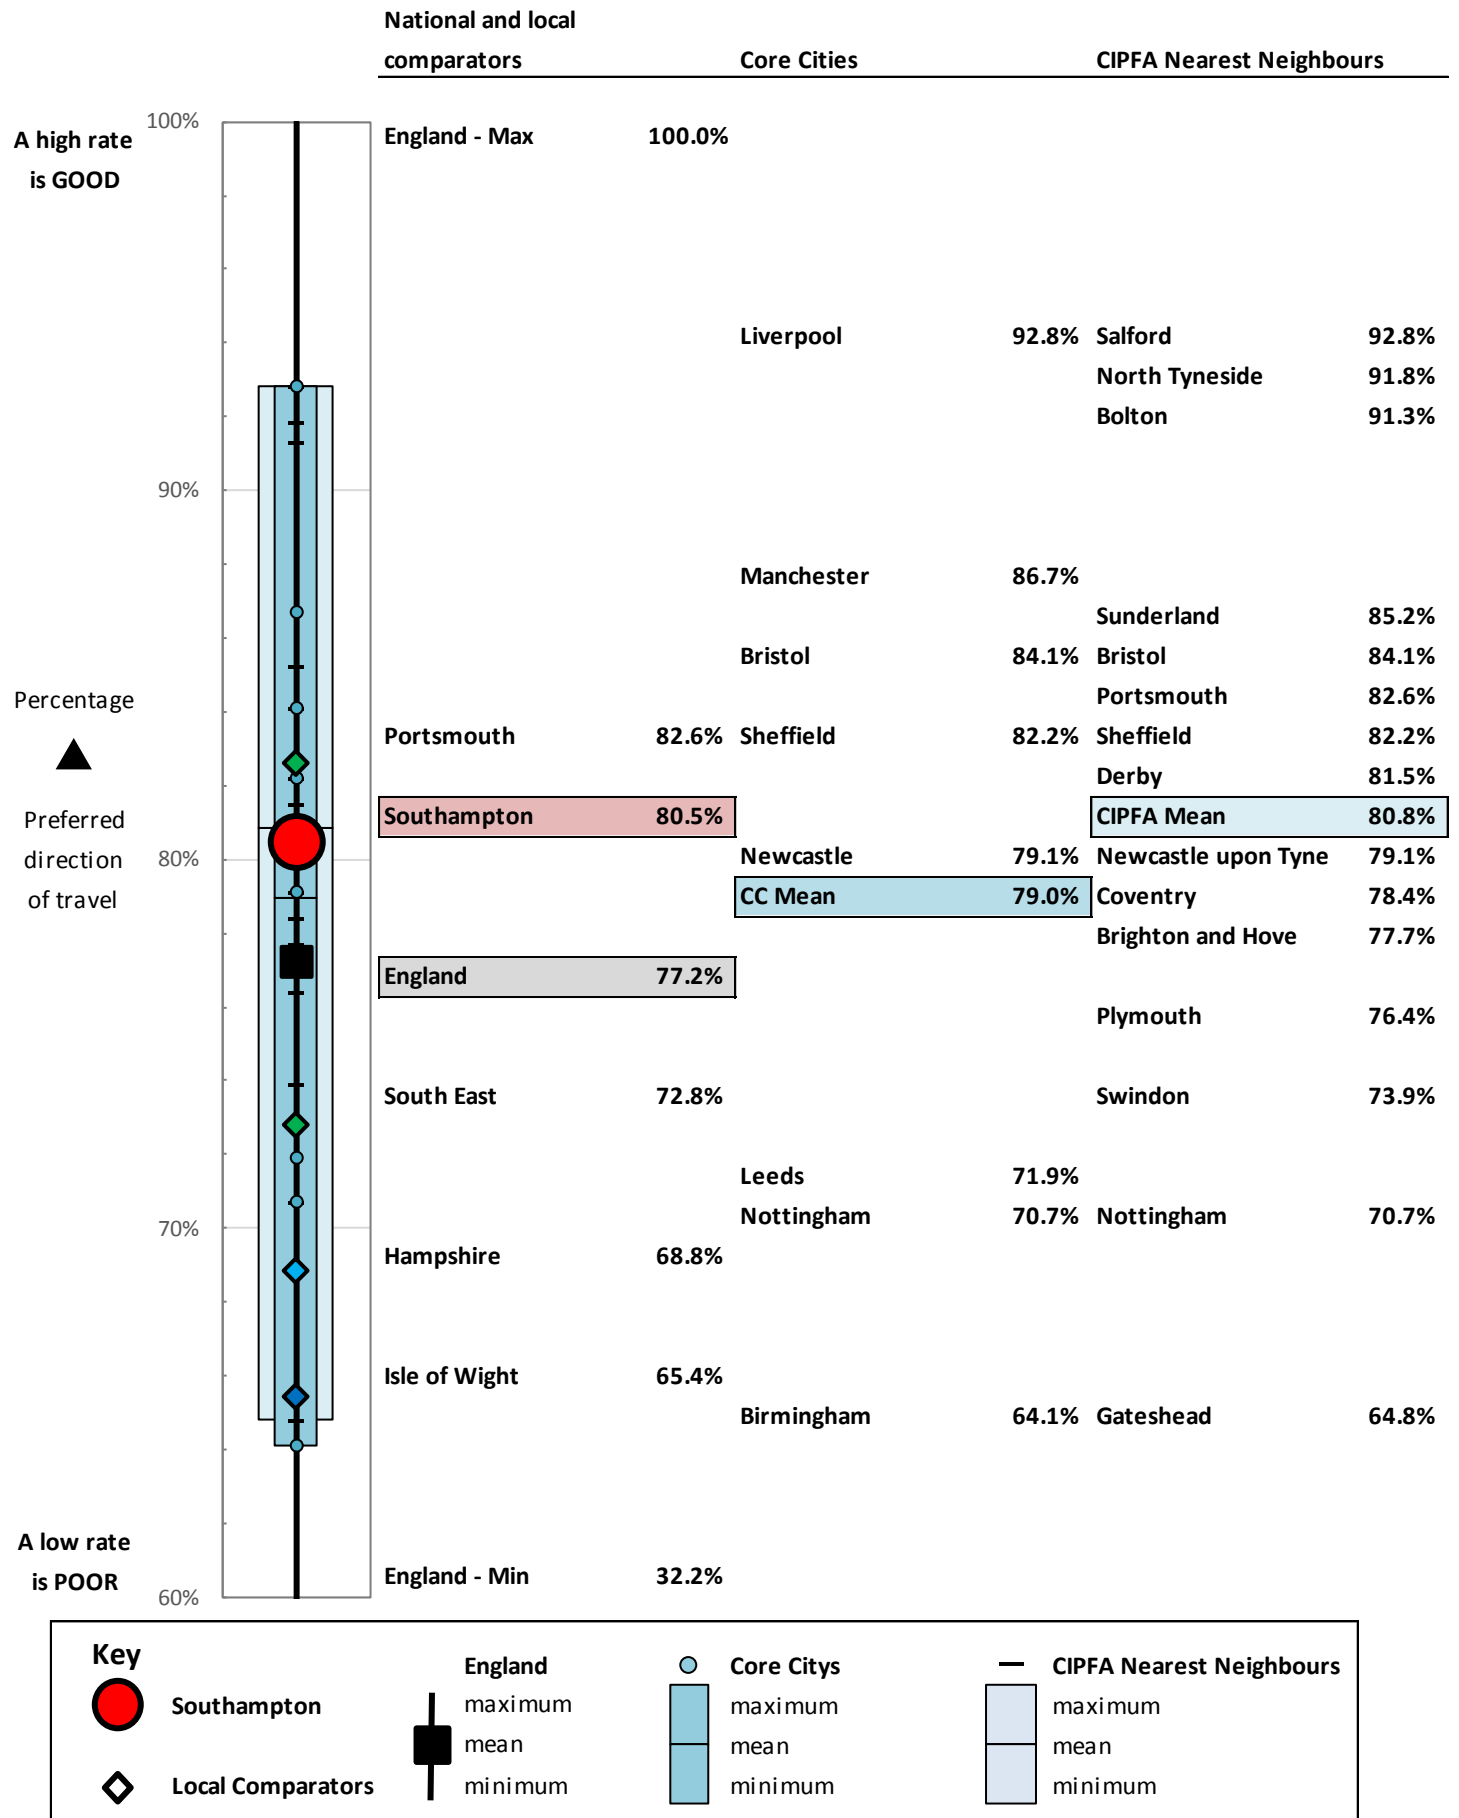 National and local
comparators Core Cities CIPFA Nearest Neighbours
100%
A high rate
is GOOD
England - Max 100.0%
Liverpool 92.8% Salford 92.8%
North Tyneside 91.8%
Bolton 91.3%
90%
Manchester 86.7%
Sunderland 85.2%
Bristol 84.1% Bristol 84.1%
Percentage
Portsmouth 82.6%
Portsmouth 82.6% Sheffield 82.2% Sheffield 82.2%
Derby 81.5%
Preferred
direction
of travel
Southampton 80.5% CIPFA Mean 80.8%
80%
Newcastle 79.1% Newcastle upon Tyne 79.1%
CC Mean 79.0% Coventry 78.4%
Brighton and Hove 77.7%
England 77.2%
Plymouth 76.4%
South East 72.8% Swindon 73.9%
Leeds 71.9%
Nottingham 70.7% Nottingham 70.7%
70%
Hampshire 68.8%
Isle of Wight 65.4%
Birmingham 64.1% Gateshead 64.8%
A low rate
is POOR
England - Min 32.2%
60%
Key
Southampton
Local Comparators
England
maximum
mean
minimum
Core Citys
maximum
mean
minimum
CIPFA Nearest Neighbours
maximum
mean
minimum